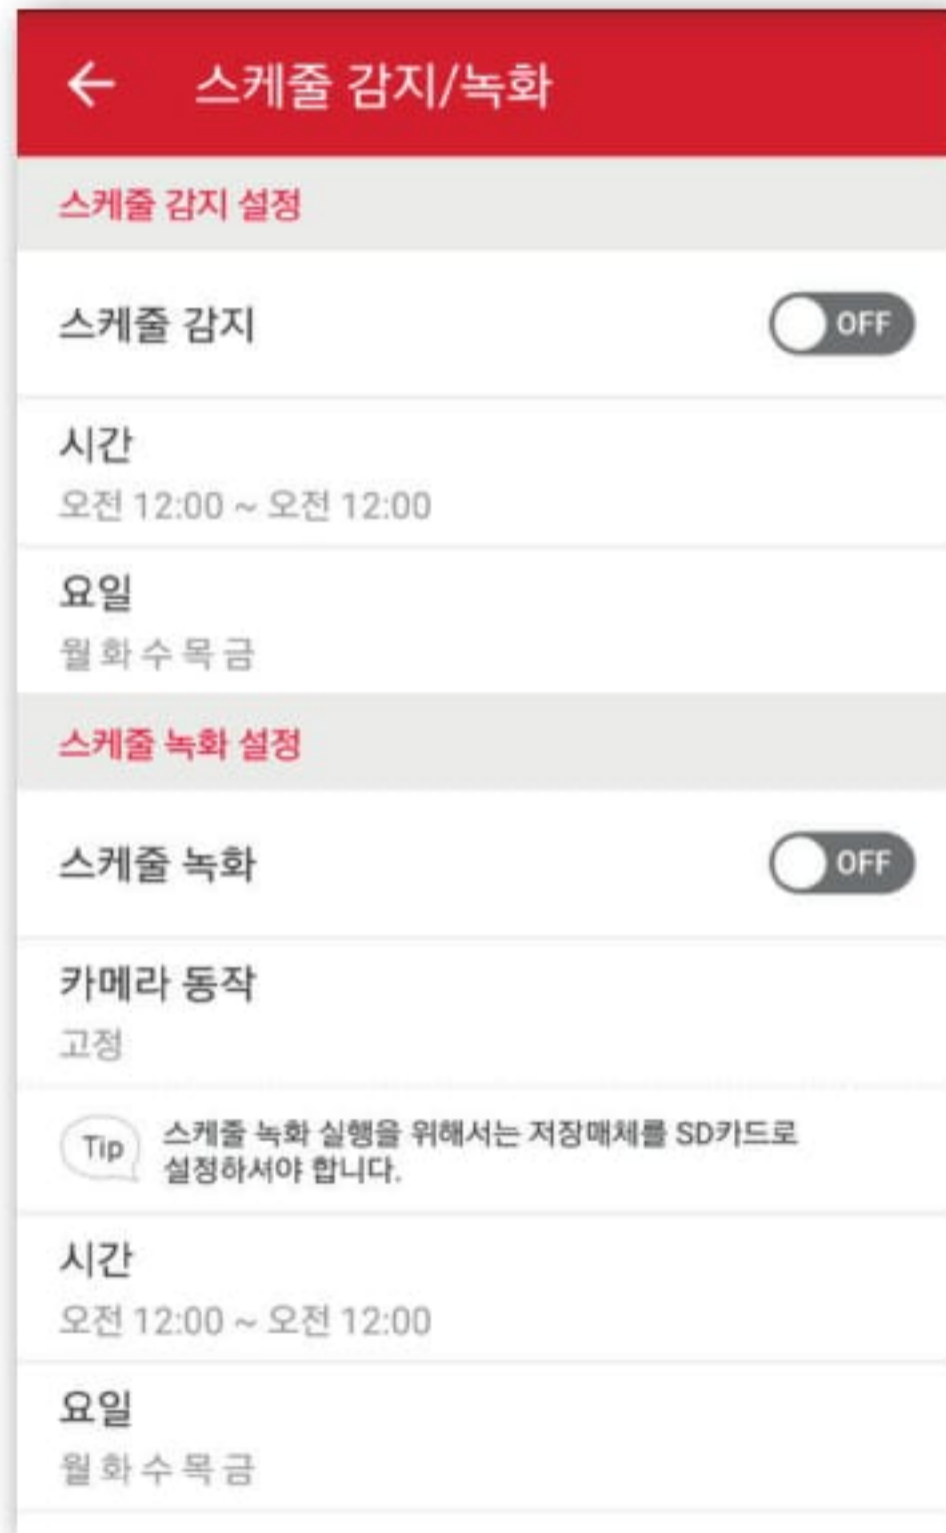 스케줄 감지/녹화
스케줄 감지 설정
스케줄 감지
OFF
시간
오전 12:00 ~ 오전 12:00
요일
월 화 수 목 금
스케줄 녹화 설정
스케줄 녹화
OFF
카메라 동작
고정
Tip
스케줄 녹화 실행을 위해서는 저장매체를 SD카드로
설정하셔야 합니다.
시간
오전 12:00 ~ 오전 12:00
요일
월 화 수 목 금